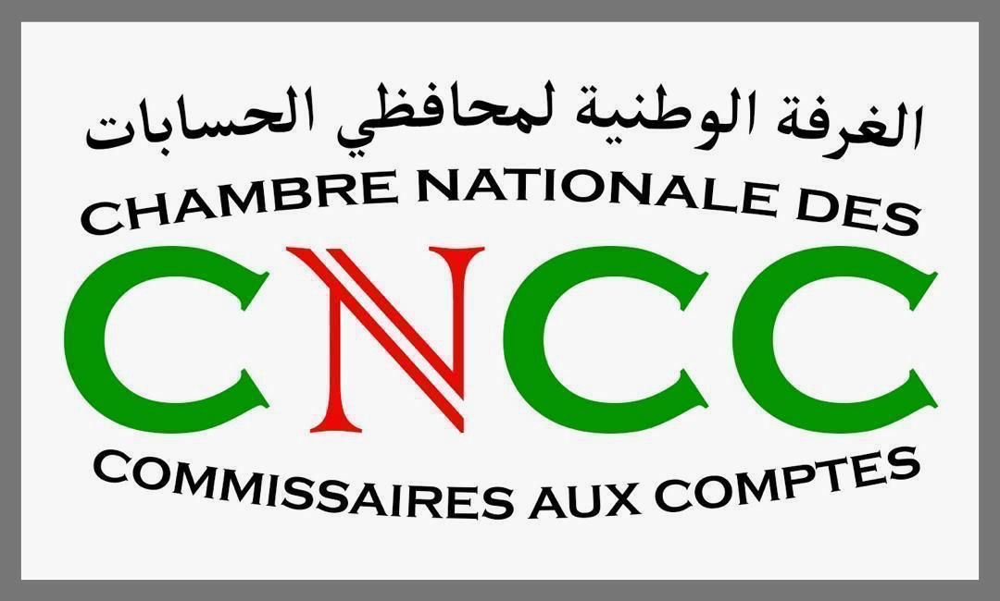 الغرفة الوطنية لمحافظي الحسابات
CHAMBRE NATIONALE DES
CNCC
COMMISSAIRES AUX COMPTES